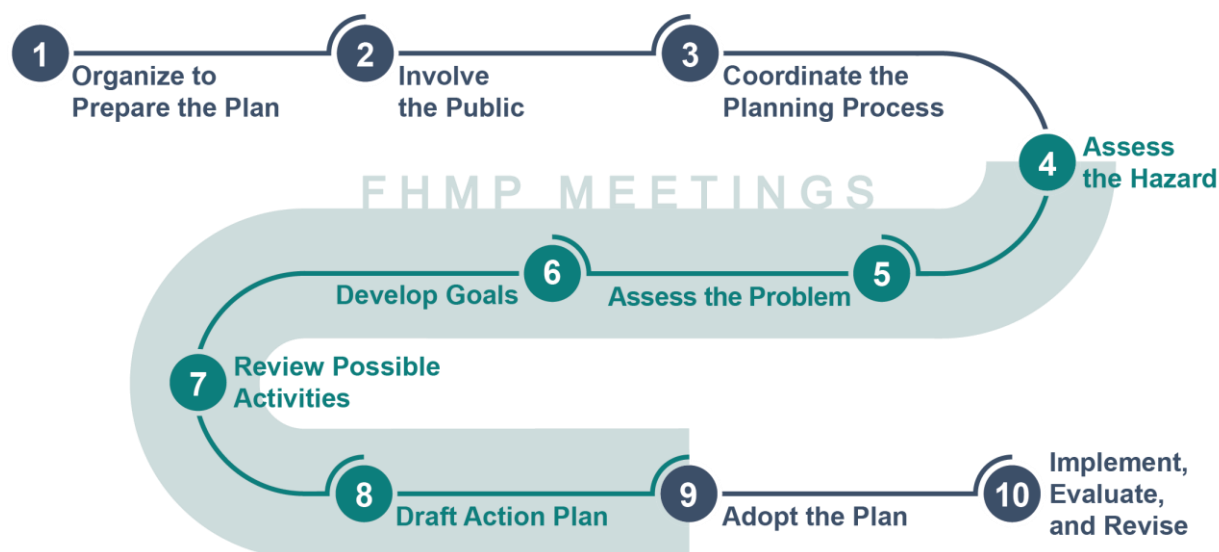 1
Organize to
Prepare the Plan
2
Involve
the Public
3
Coordinate the
Planning Process
4
Assess
the Hazard
FHMP MEETINGS
5
Assess the Problem
6
Develop Goals
7
Review Possible
Activities
8
Draft Action Plan
9
Adopt the Plan
10
Implement,
Evaluate,
and Revise